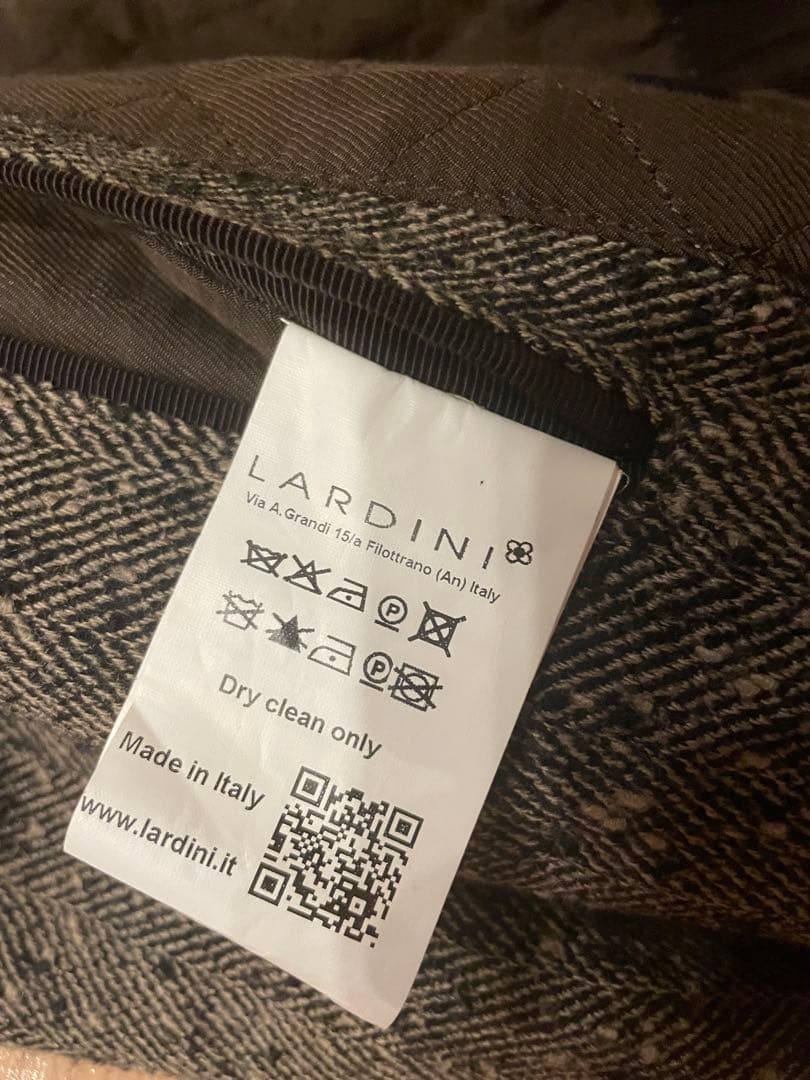 LARDINI
Via A.Grandi 15/a Filottrano (An) Italy
P
P
Dry clean only
Made in Italy
www.lardini.it